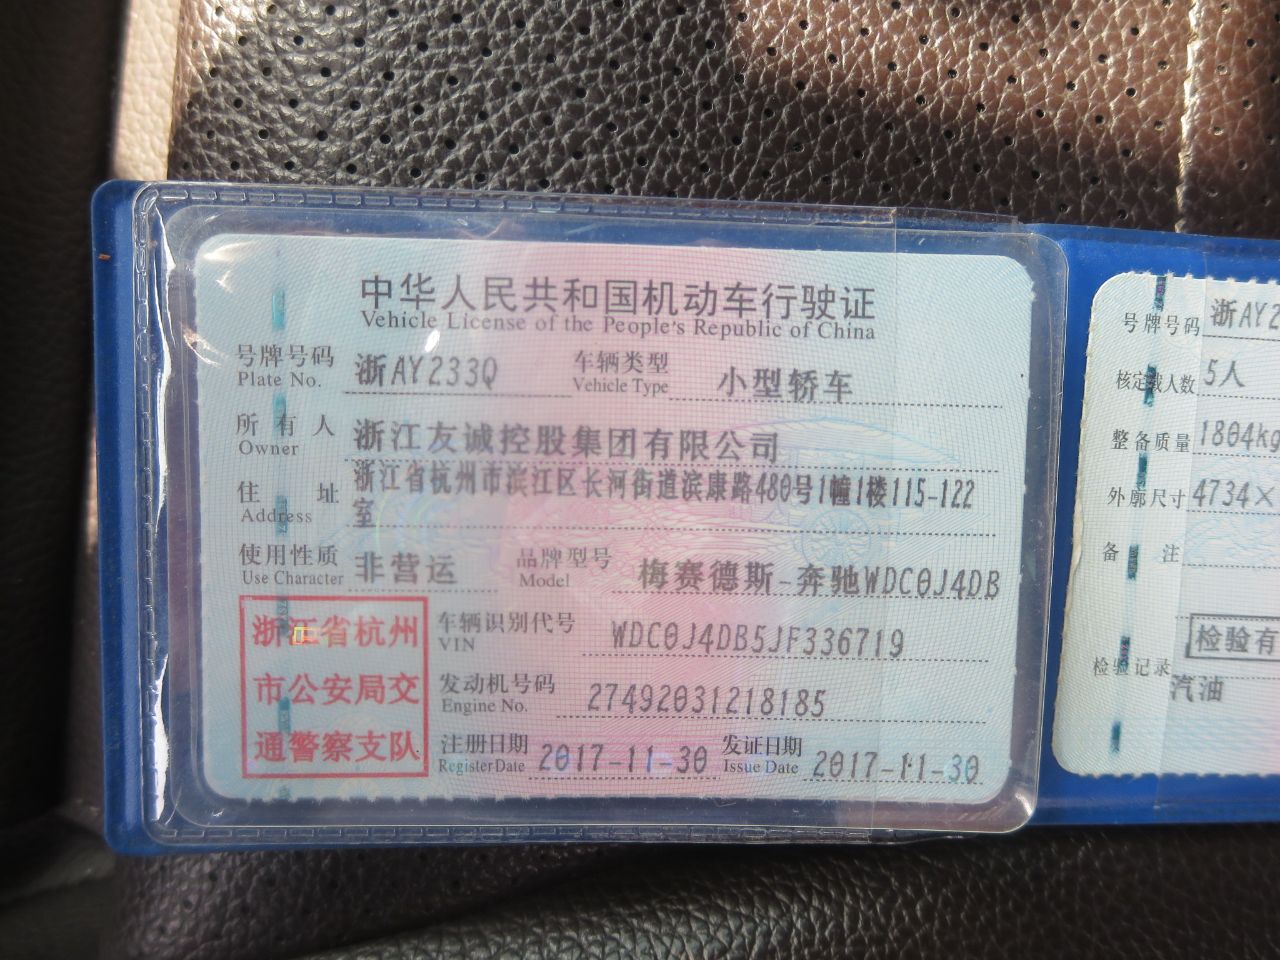 中华人民共和国机动车行驶证
Vehicle License of the People's Republic of China
号牌号码 浙AY233Q 车辆类型 小型轿车
Plate No. Vehicle Type
所有人 浙江友诚控股集团有限公司
Owner
住址 浙江省杭州市滨江区长河街道滨康路480号1幢1楼115-122
Address 室
使用性质 非营运 品牌型号 梅赛德斯-奔驰WDC0J4DB
Use Character Model
浙江省杭州
市公安局交
通警察支队
车辆识别代号 WDC0J4DB5JF336719
VIN
发动机号码 27492031218185
Engine No.
注册日期 2017-11-30 发证日期 2017-11-30
Register Date Issue Date
号牌号码 浙AY2
核定载人数 5人
整备质量 1804kg
外廓尺寸 4734×
备注
检验有
检验记录
汽油